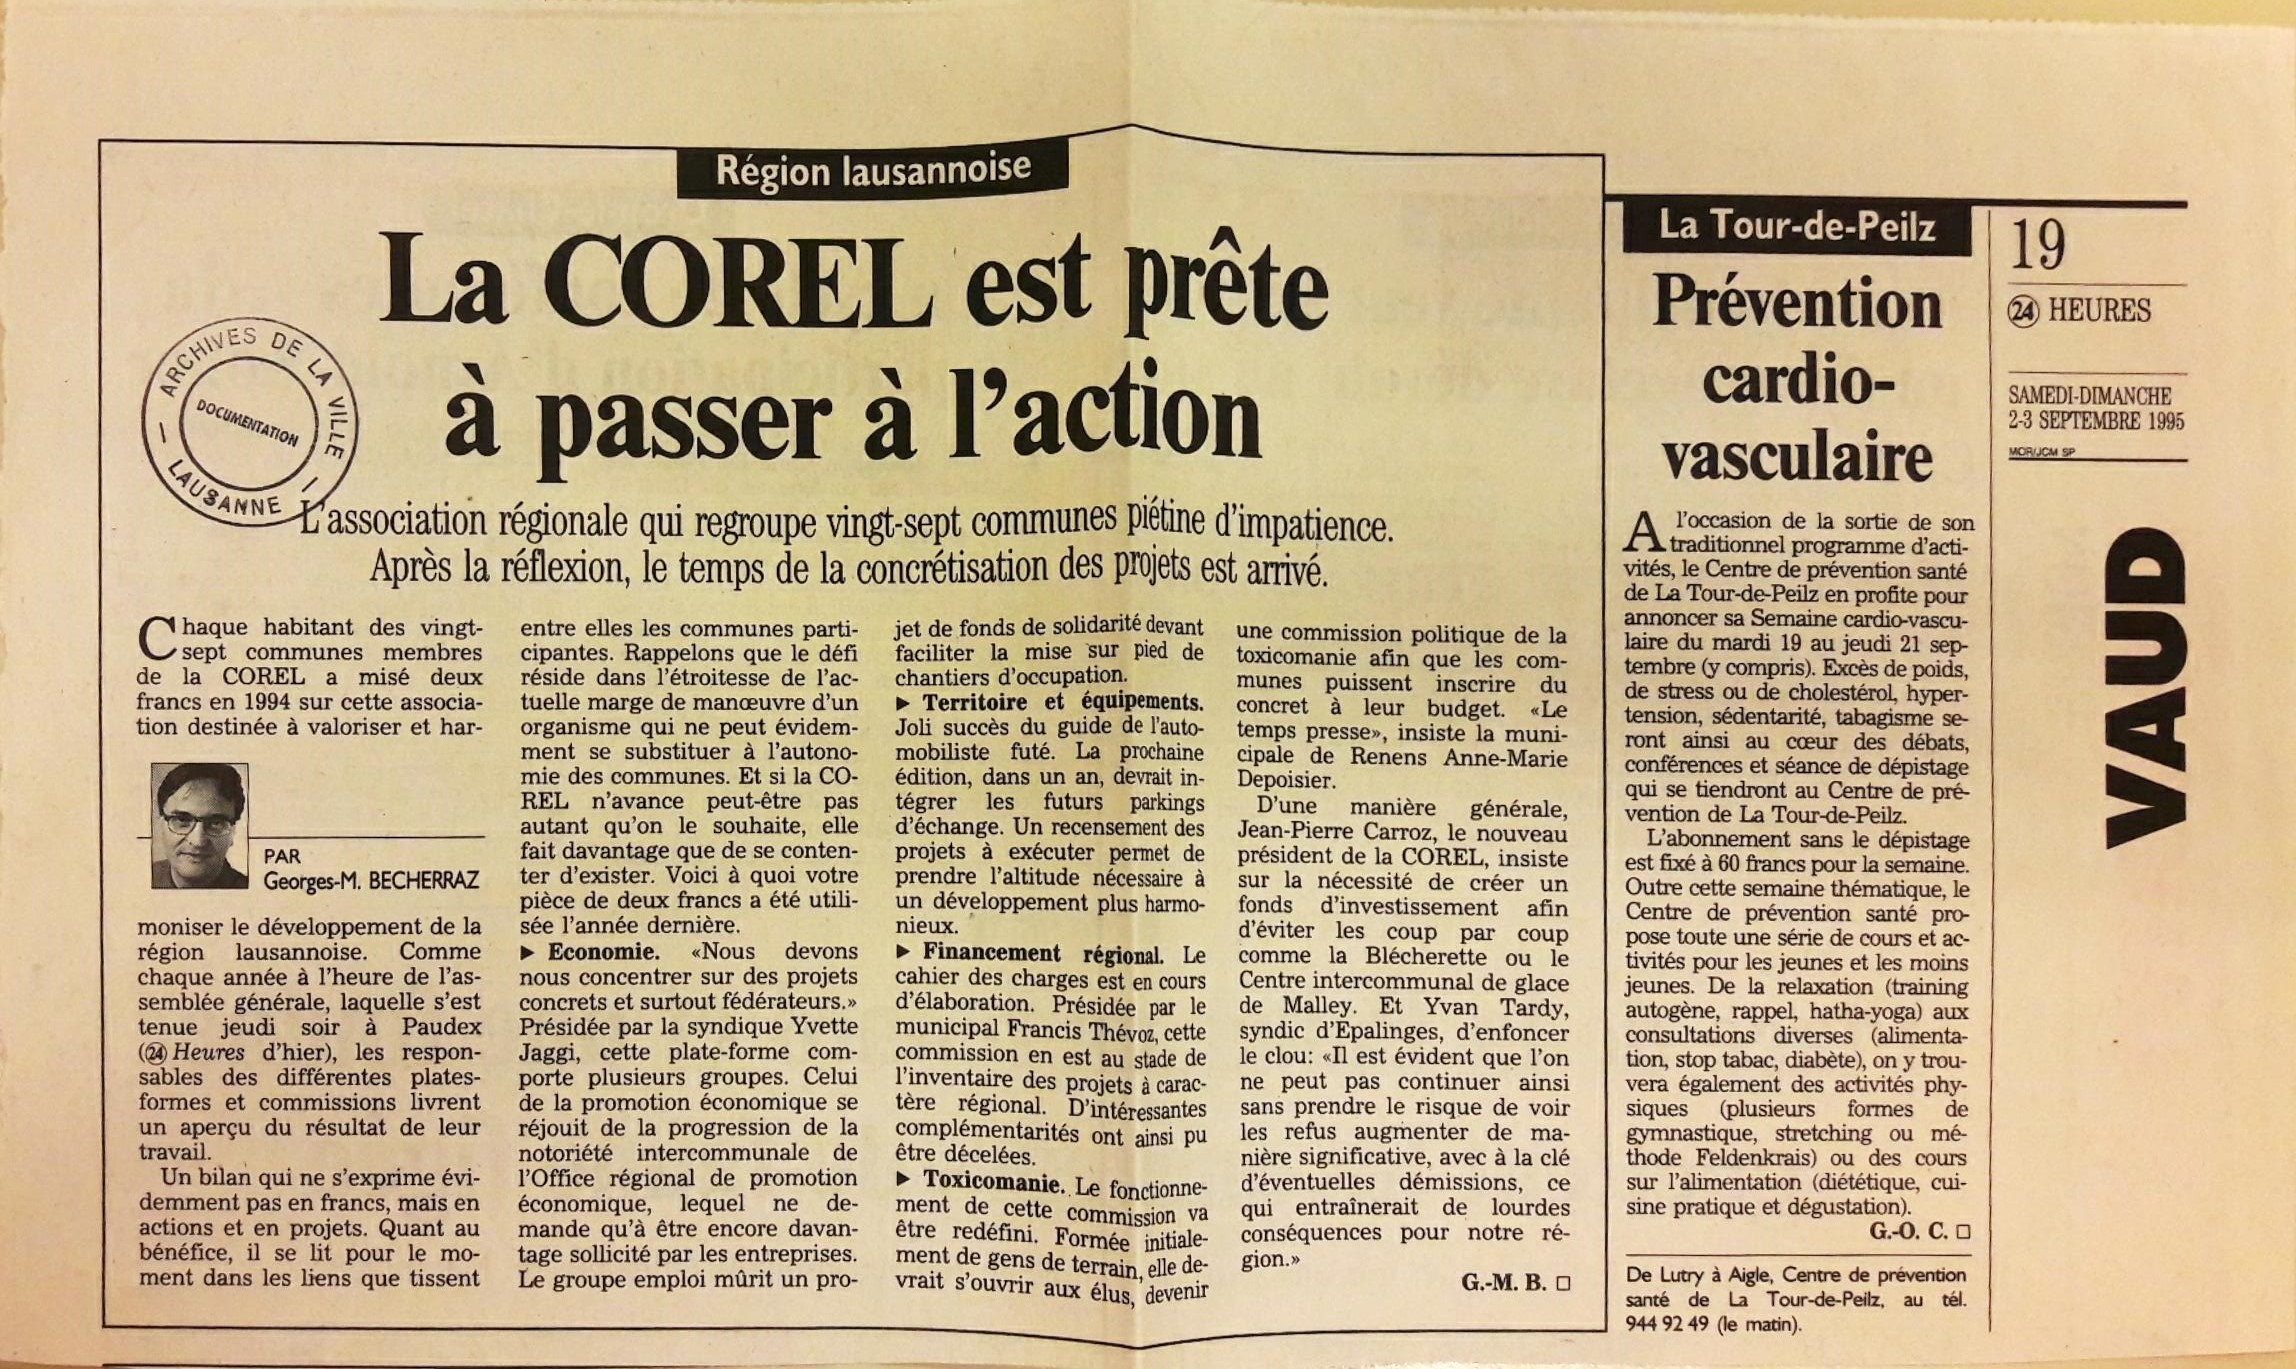 Région lausannoise
La COREL est prête
à passer à l'action
ARCHIVES DE LA VILLE
DOCUMENTATION
LAUSANNE
L'association régionale qui regroupe vingt-sept communes piétine d'impatience.
Après la réflexion, le temps de la concrétisation des projets est arrivé.
Chaque habitant des vingt-
sept communes membres
de la COREL a misé deux
francs en 1994 sur cette associa-
tion destinée à valoriser et har-
PAR
Georges-M. BECHERRAZ
moniser le développement de la
région lausannoise. Comme
chaque année à l'heure de l'as-
semblée générale, laquelle s'est
tenue jeudi soir à Paudex
(24 Heures d'hier), les respon-
sables des différentes plates-
formes et commissions livrent
un aperçu du résultat de leur
travail.
Un bilan qui ne s'exprime évi-
demment pas en francs, mais en
actions et en projets. Quant au
bénéfice, il se lit pour le mo-
ment dans les liens que tissent
entre elles les communes parti-
cipantes. Rappelons que le défi
réside dans l'étroitesse de l'ac-
tuelle marge de manœuvre d'un
organisme qui ne peut évidem-
ment se substituer à l'autono-
mie des communes. Et si la CO-
REL n'avance peut-être pas
autant qu'on le souhaite, elle
fait davantage que de se conten-
ter d'exister. Voici à quoi votre
pièce de deux francs a été utili-
sée l'année dernière.
► Economie. «Nous devons
nous concentrer sur des projets
concrets et surtout fédérateurs.»
Présidée par la syndique Yvette
Jaggi, cette plate-forme com-
porte plusieurs groupes. Celui
de la promotion économique se
réjouit de la progression de la
notoriété intercommunale de
l'Office régional de promotion
économique, lequel ne de-
mande qu'à être encore davan-
tage sollicité par les entreprises.
Le groupe emploi mûrit un pro-
jet de fonds de solidarité devant
faciliter la mise sur pied de
chantiers d'occupation.
► Territoire et équipements.
Joli succès du guide de l'auto-
mobiliste futé. La prochaine
édition, dans un an, devrait in-
tégrer les futurs parkings
d'échange. Un recensement des
projets à exécuter permet de
prendre l'altitude nécessaire à
un développement plus harmo-
nieux.
► Financement régional. Le
cahier des charges est en cours
d'élaboration. Présidée par le
municipal Francis Thévoz, cette
commission en est au stade de
l'inventaire des projets à carac-
tère régional. D'intéressantes
complémentarités ont ainsi pu
être décelées.
► Toxicomanie. Le fonctionne-
ment de cette commission va
être redéfini. Formée initiale-
ment de gens de terrain, elle de-
vrait s'ouvrir aux élus, devenir
une commission politique de la
toxicomanie afin que les com-
munes puissent inscrire du
concret à leur budget. «Le
temps presse», insiste la muni-
cipale de Renens Anne-Marie
Depoisier.
D'une manière générale,
Jean-Pierre Carroz, le nouveau
président de la COREL, insiste
sur la nécessité de créer un
fonds d'investissement afin
d'éviter les coup par coup
comme la Blécherette ou le
Centre intercommunal de glace
de Malley. Et Yvan Tardy,
syndic d'Epalinges, d'enfoncer
le clou: «Il est évident que l'on
ne peut pas continuer ainsi
sans prendre le risque de voir
les refus augmenter de ma-
nière significative, avec à la clé
d'éventuelles démissions, ce
qui entraînerait de lourdes
conséquences pour notre ré-
gion.»
G.-M. B. □
La Tour-de-Peilz
Prévention
cardio-
vasculaire
A l'occasion de la sortie de son
traditionnel programme d'acti-
vités, le Centre de prévention santé
de La Tour-de-Peilz en profite pour
annoncer sa Semaine cardio-vascu-
laire du mardi 19 au jeudi 21 sep-
tembre (y compris). Excès de poids,
de stress ou de cholestérol, hyper-
tension, sédentarité, tabagisme se-
ront ainsi au cœur des débats,
conférences et séance de dépistage
qui se tiendront au Centre de pré-
vention de La Tour-de-Peilz.
L'abonnement sans le dépistage
est fixé à 60 francs pour la semaine.
Outre cette semaine thématique, le
Centre de prévention santé pro-
pose toute une série de cours et ac-
tivités pour les jeunes et les moins
jeunes. De la relaxation (training
autogène, rappel, hatha-yoga) aux
consultations diverses (alimenta-
tion, stop tabac, diabète), on y trou-
vera également des activités phy-
siques (plusieurs formes de
gymnastique, stretching ou mé-
thode Feldenkrais) ou des cours
sur l'alimentation (diététique, cui-
sine pratique et dégustation).
G.-O. C. □
De Lutry à Aigle, Centre de prévention
santé de La Tour-de-Peilz, au tél.
944 92 49 (le matin).
19
24 HEURES
SAMEDI-DIMANCHE
2-3 SEPTEMBRE 1995
MOR/JCM SP
VAUD